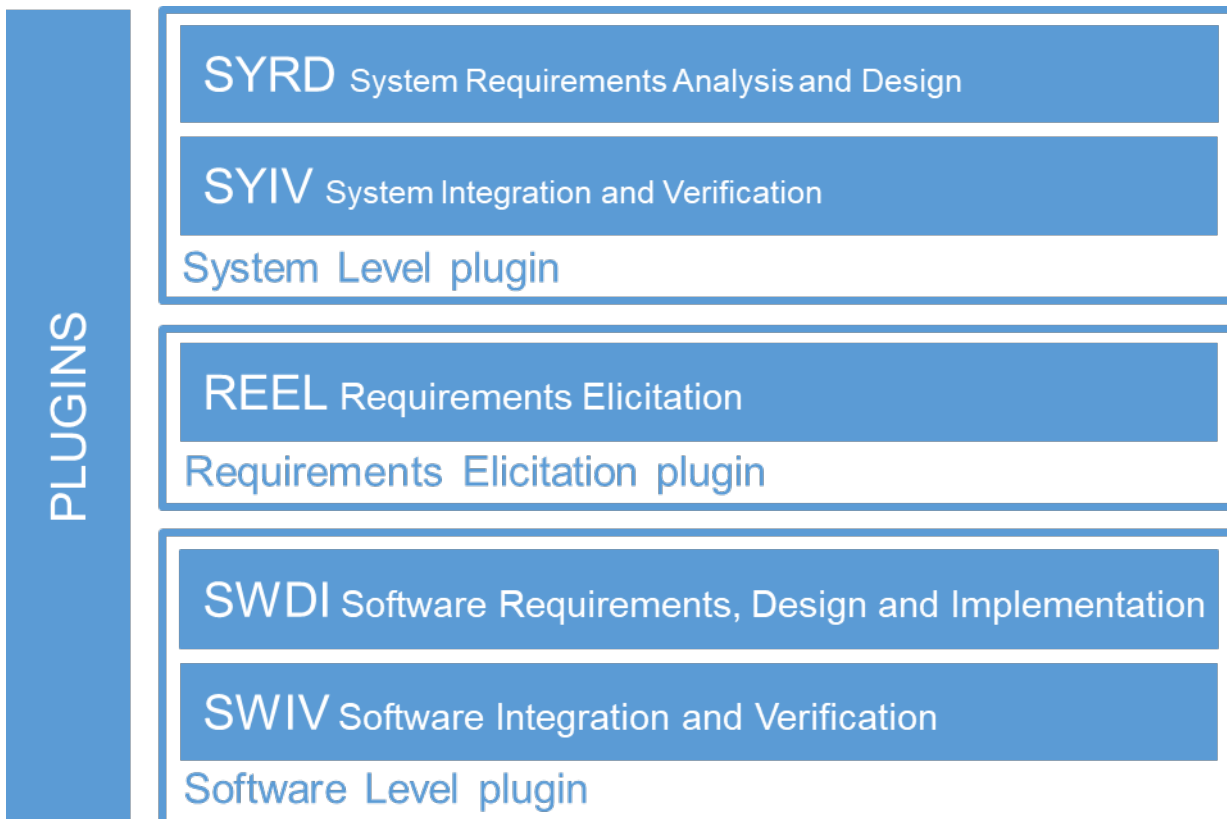 PLUGINS
SYRD System Requirements Analysis and Design
SYIV System Integration and Verification
System Level plugin
REEL Requirements Elicitation
Requirements Elicitation plugin
SWDI Software Requirements, Design and Implementation
SWIV Software Integration and Verification
Software Level plugin